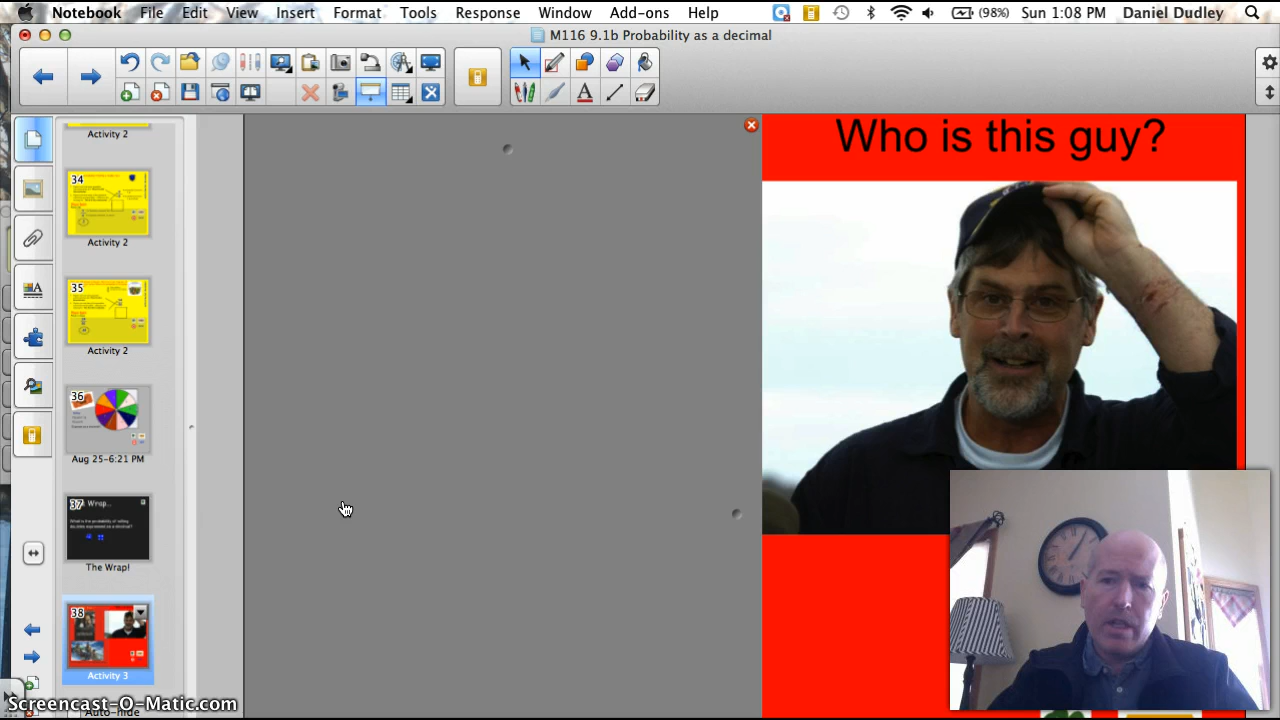 Notebook File Edit View Insert Format Tools Response Window Add-ons Help (98%) Sun 1:08 PM Daniel Dudley
M116 9.1b Probability as a decimal
Who is this guy?
Activity 2
34
Activity 2
35
Activity 2
36
Aug 25-6:21 PM
37 Wrap...
The Wrap!
38
Activity 3
Screencast-O-Matic.com
Auto-hide